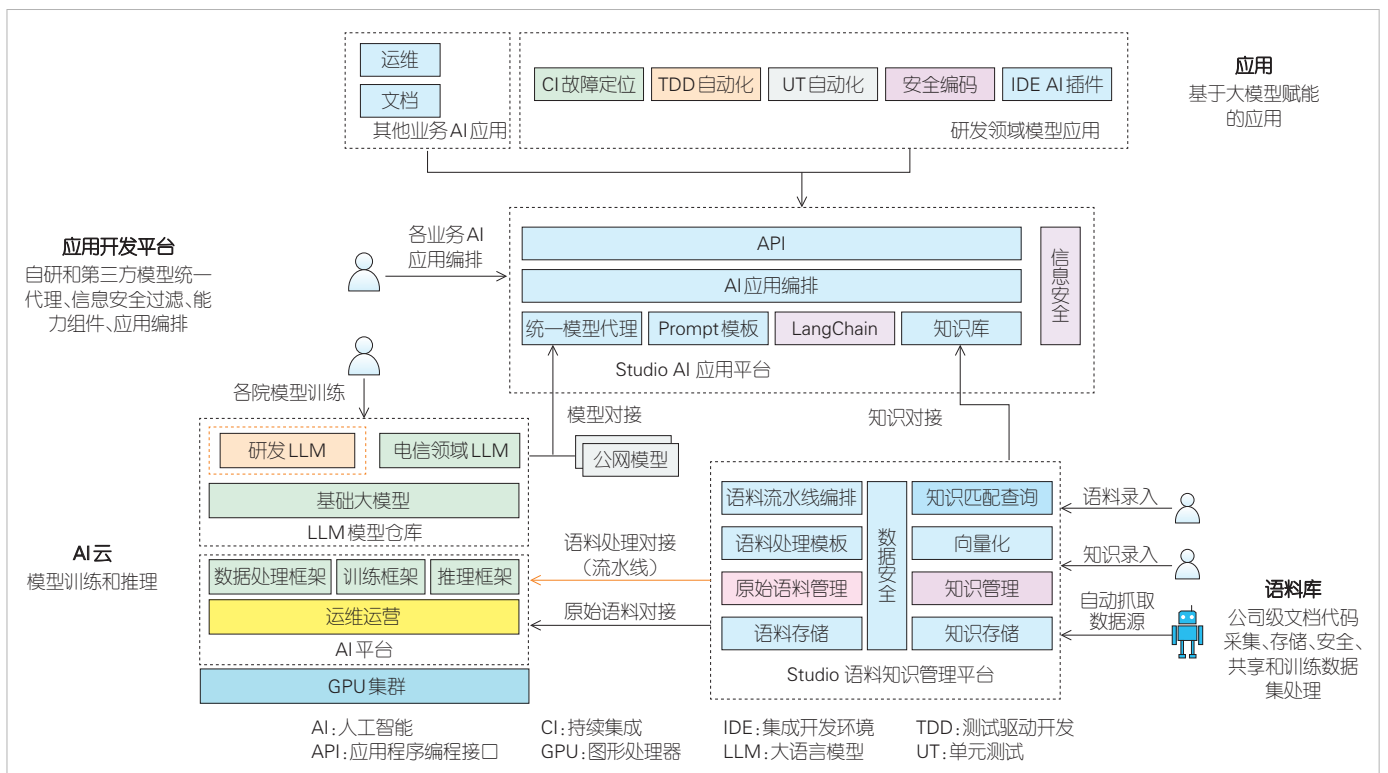 运维
文档
其他业务AI应用
CI故障定位
TDD自动化
UT自动化
安全编码
IDE AI插件
研发领域模型应用
应用
基于大模型赋能
的应用
应用开发平台
自研和第三方模型统一
代理、信息安全过滤、能
力组件、应用编排
各业务AI
应用编排
API
AI应用编排
统一模型代理
Prompt模板
LangChain
知识库
信息安全
Studio AI 应用平台
各院模型训练
模型对接
知识对接
研发LLM
电信领域LLM
公网模型
基础大模型
LLM模型仓库
AI云
模型训练和推理
数据处理框架
训练框架
推理框架
运维运营
AI平台
GPU集群
语料处理对接
（流水线）
原始语料对接
语料流水线编排
语料处理模板
原始语料管理
语料存储
数据安全
知识匹配查询
向量化
知识管理
知识存储
Studio 语料知识管理平台
语料录入
知识录入
自动抓取
数据源
语料库
公司级文档代码
采集、存储、安全、
共享和训练数据
集处理
AI：人工智能 CI：持续集成 IDE：集成开发环境 TDD：测试驱动开发
API：应用程序编程接口 GPU：图形处理器 LLM：大语言模型 UT：单元测试